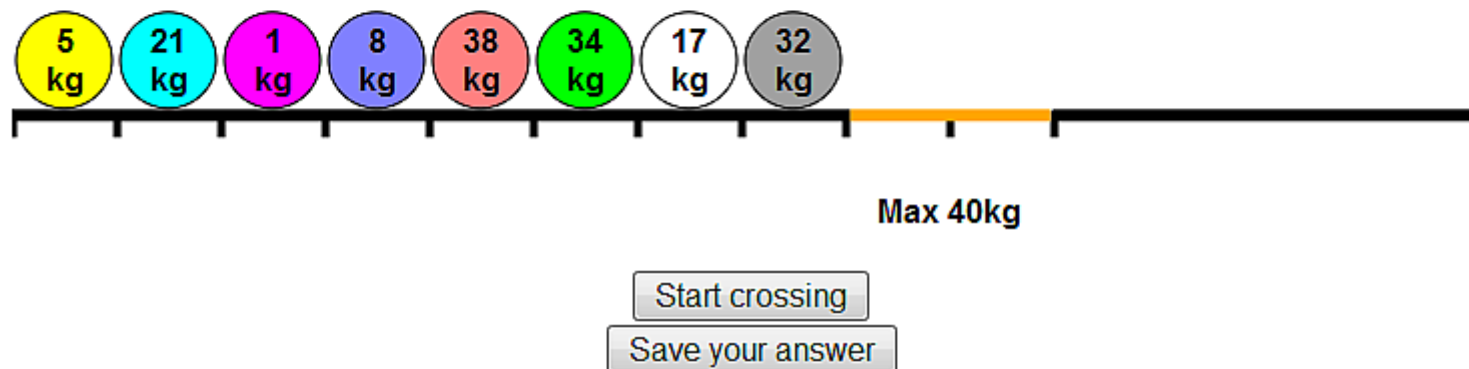 5 kg
21 kg
1 kg
8 kg
38 kg
34 kg
17 kg
32 kg
Max 40kg
Start crossing
Save your answer